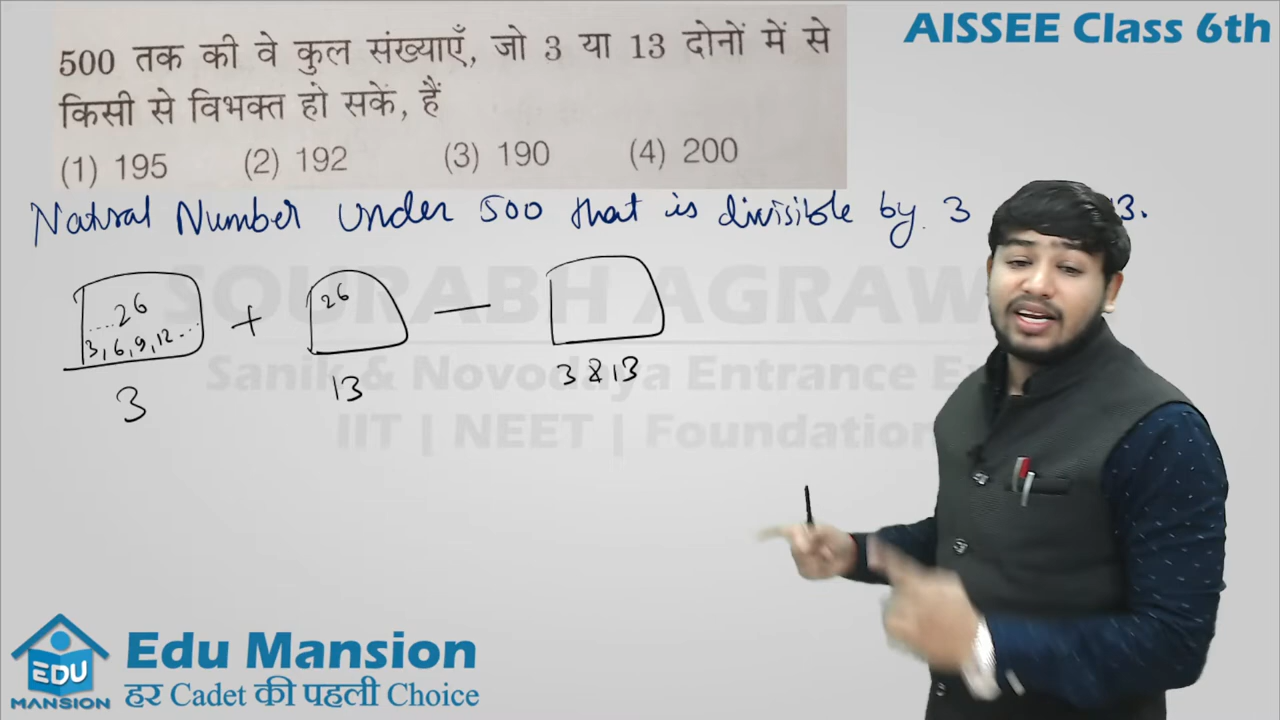 AISSEE Class 6th
500 तक की वे कुल संख्याएँ, जो 3 या 13 दोनों में से
किसी से विभक्त हो सकें, हैं
(1) 195 (2) 192 (3) 190 (4) 200
Natural Number under 500 that is divisible by 3 13.
SOURABH AGRAW
26 + 26 —
3, 6, 9, 12 ...
3 13 3 & 13
Sanik & Novodaya Entrance E
IIT | NEET | Foundation
EDU
MANSION
Edu Mansion
हर Cadet की पहली Choice